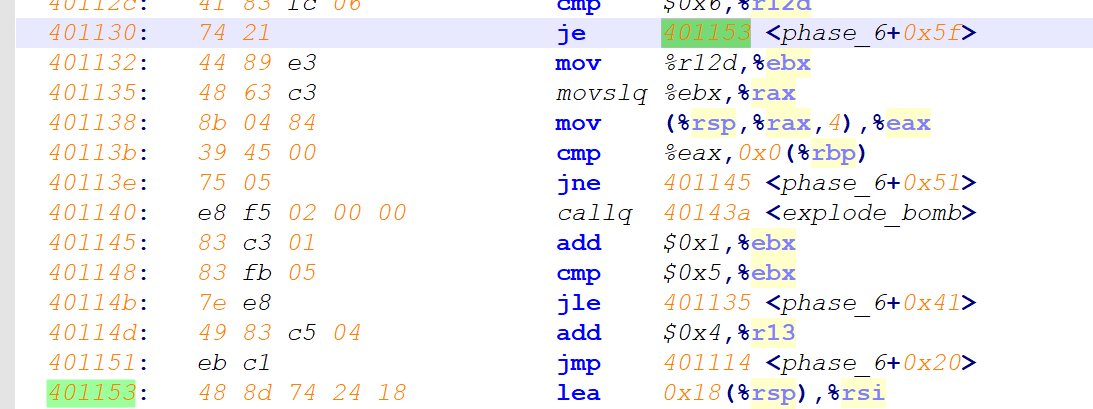 40112c: 41 83 fc 06 cmp $0x6,%r12d
401130: 74 21 je 401153 <phase_6+0x5f>
401132: 44 89 e3 mov %r12d,%ebx
401135: 48 63 c3 movslq %ebx,%rax
401138: 8b 04 84 mov (%rsp,%rax,4),%eax
40113b: 39 45 00 cmp %eax,0x0(%rbp)
40113e: 75 05 jne 401145 <phase_6+0x51>
401140: e8 f5 02 00 00 callq 40143a <explode_bomb>
401145: 83 c3 01 add $0x1,%ebx
401148: 83 fb 05 cmp $0x5,%ebx
40114b: 7e e8 jle 401135 <phase_6+0x41>
40114d: 49 83 c5 04 add $0x4,%r13
401151: eb c1 jmp 401114 <phase_6+0x20>
401153: 48 8d 74 24 18 lea 0x18(%rsp),%rsi